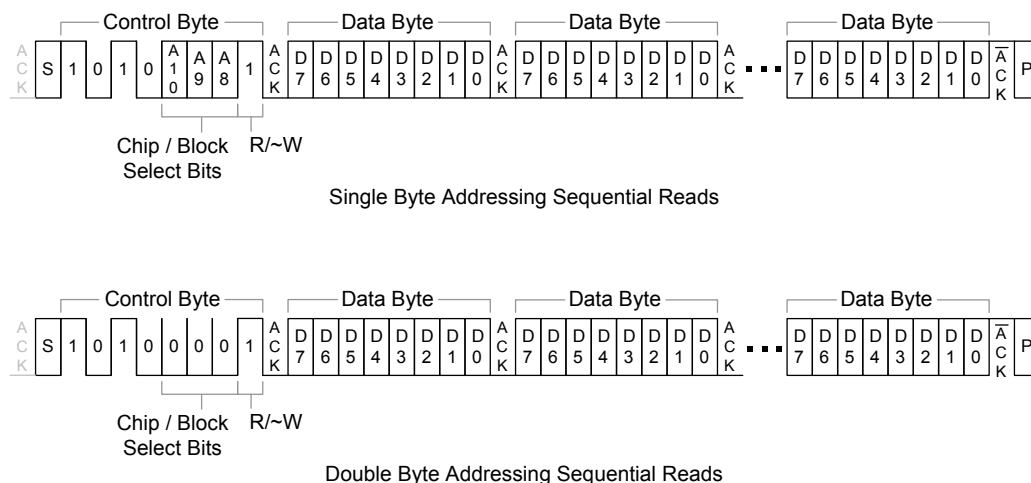 Control Byte Data Byte Data Byte Data Byte
ACK S 1 0 1 0 A10 A9 A8 1 ACK D7 D6 D5 D4 D3 D2 D1 D0 ACK D7 D6 D5 D4 D3 D2 D1 D0 ACK D7 D6 D5 D4 D3 D2 D1 D0 A̅CK P
Chip / Block R/~W
Select Bits
Single Byte Addressing Sequential Reads
Control Byte Data Byte Data Byte Data Byte
ACK S 1 0 1 0 0 0 0 1 ACK D7 D6 D5 D4 D3 D2 D1 D0 ACK D7 D6 D5 D4 D3 D2 D1 D0 ACK D7 D6 D5 D4 D3 D2 D1 D0 A̅CK P
Chip / Block R/~W
Select Bits
Double Byte Addressing Sequential Reads